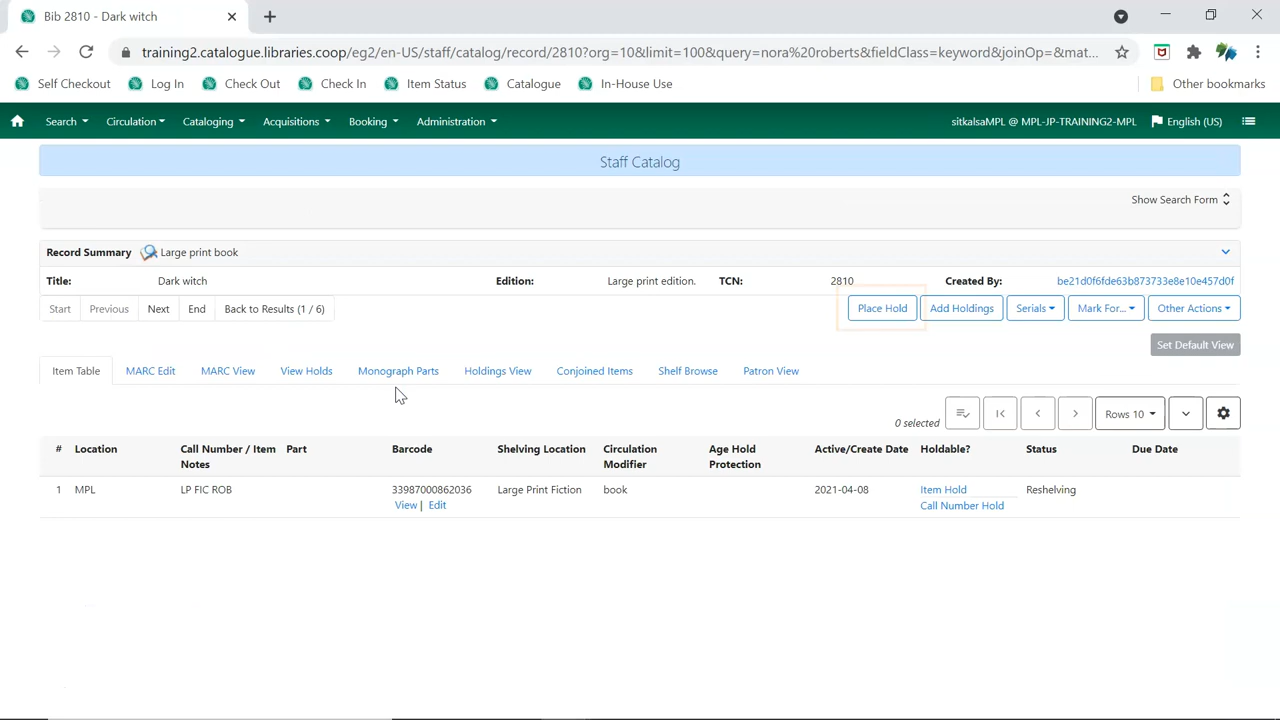 Bib 2810 - Dark witch
training2.catalogue.libraries.coop/eg2/en-US/staff/catalog/record/2810?org=10&limit=100&query=nora%20roberts&fieldClass=keyword&joinOp=&mat...
Self Checkout Log In Check Out Check In Item Status Catalogue In-House Use Other bookmarks
Search Circulation Cataloging Acquisitions Booking Administration sitkalsaMPL @ MPL-JP-TRAINING2-MPL English (US)
Staff Catalog
Show Search Form
Record Summary Large print book
Title: Dark witch Edition: Large print edition. TCN: 2810 Created By: be21d0f6fde63b873733e8e10e457d0f
Start Previous Next End Back to Results (1 / 6) Place Hold Add Holdings Serials Mark For... Other Actions
Set Default View
Item Table MARC Edit MARC View View Holds Monograph Parts Holdings View Conjoined Items Shelf Browse Patron View
0 selected Rows 10
# Location Call Number / Item Part Barcode Shelving Location Circulation Age Hold Active/Create Date Holdable? Status Due Date
Notes Modifier Protection
1 MPL LP FIC ROB 33987000862036 Large Print Fiction book 2021-04-08 Item Hold Reshelving
View | Edit Call Number Hold